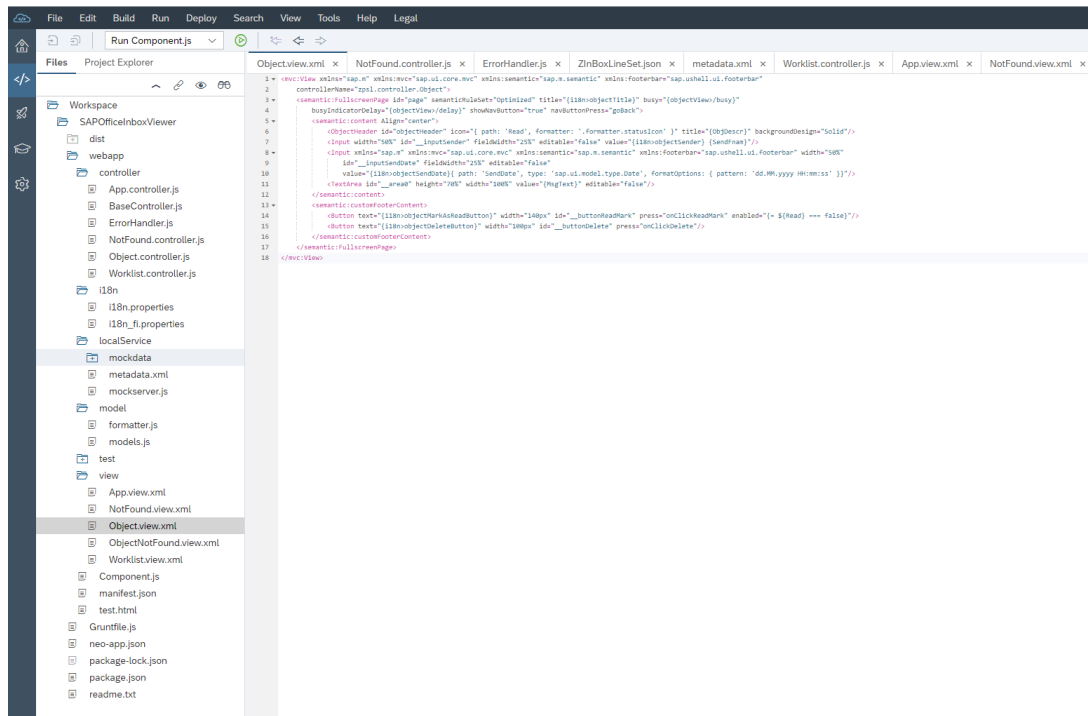 File Edit Build Run Deploy Search View Tools Help Legal
Run Component.js
Files Project Explorer
Object.view.xml × NotFound.controller.js × ErrorHandler.js × ZInBoxLineSet.json × metadata.xml × Worklist.controller.js × App.view.xml × NotFound.view.xml ×
Workspace
SAPOfficeInboxViewer
dist
webapp
controller
App.controller.js
BaseController.js
ErrorHandler.js
NotFound.controller.js
Object.controller.js
Worklist.controller.js
i18n
i18n.properties
i18n_fi.properties
localService
mockdata
metadata.xml
mockserver.js
model
formatter.js
models.js
test
view
App.view.xml
NotFound.view.xml
Object.view.xml
ObjectNotFound.view.xml
Worklist.view.xml
Component.js
manifest.json
test.html
Gruntfile.js
neo-app.json
package-lock.json
package.json
readme.txt
1 <mvc:View xmlns="sap.m" xmlns:mvc="sap.ui.core.mvc" xmlns:semantic="sap.m.semantic" xmlns:footerbar="sap.ushell.ui.footerbar"
2 controllerName="zpsl.controller.Object">
3 <semantic:FullscreenPage id="page" semanticRuleSet="Optimized" title="{i18n>objectTitle}" busy="{objectView>/busy}"
4 busyIndicatorDelay="{objectView>/delay}" showNavButton="true" navButtonPress="goBack">
5 <semantic:content Align="center">
6 <ObjectHeader id="objectHeader" icon="{ path: 'Read', formatter: '.formatter.statusIcon' }" title="{ObjDescr}" backgroundDesign="Solid"/>
7 <Input width="50%" id="__inputSender" fieldWidth="25%" editable="false" value="{i18n>objectSender} {SendFnam}"/>
8 <Input xmlns="sap.m" xmlns:mvc="sap.ui.core.mvc" xmlns:semantic="sap.m.semantic" xmlns:footerbar="sap.ushell.ui.footerbar" width="50%"
9 id="__inputSendDate" fieldWidth="25%" editable="false"
10 value="{i18n>objectSendDate}{ path: 'SendDate', type: 'sap.ui.model.type.Date', formatOptions: { pattern: 'dd.MM.yyyy HH:mm:ss' }}"/>
11 <TextArea id="__area0" height="70%" width="100%" value="{MsgText}" editable="false"/>
12 </semantic:content>
13 <semantic:customFooterContent>
14 <Button text="{i18n>objectMarkAsReadButton}" width="140px" id="__buttonReadMark" press="onClickReadMark" enabled="{= ${Read} === false}"/>
15 <Button text="{i18n>objectDeleteButton}" width="100px" id="__buttonDelete" press="onClickDelete"/>
16 </semantic:customFooterContent>
17 </semantic:FullscreenPage>
18 </mvc:View>